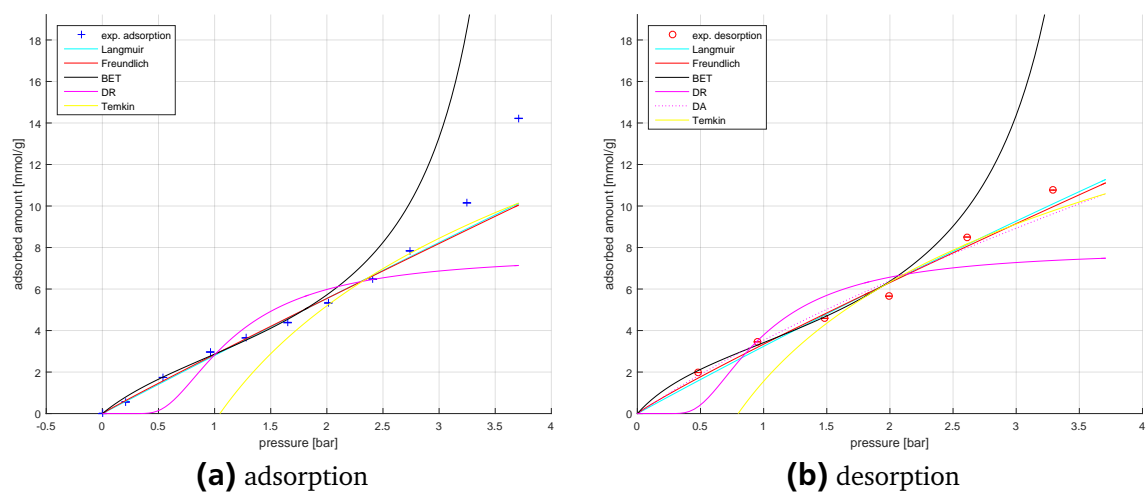 adsorbed amount [mmol/g]
18
16
14
12
10
8
6
4
2
0
-0.5 0 0.5 1 1.5 2 2.5 3 3.5 4
pressure [bar]
exp. adsorption
Langmuir
Freundlich
BET
DR
Temkin
(a) adsorption
adsorbed amount [mmol/g]
18
16
14
12
10
8
6
4
2
0
0 0.5 1 1.5 2 2.5 3 3.5 4
pressure [bar]
exp. desorption
Langmuir
Freundlich
BET
DR
DA
Temkin
(b) desorption